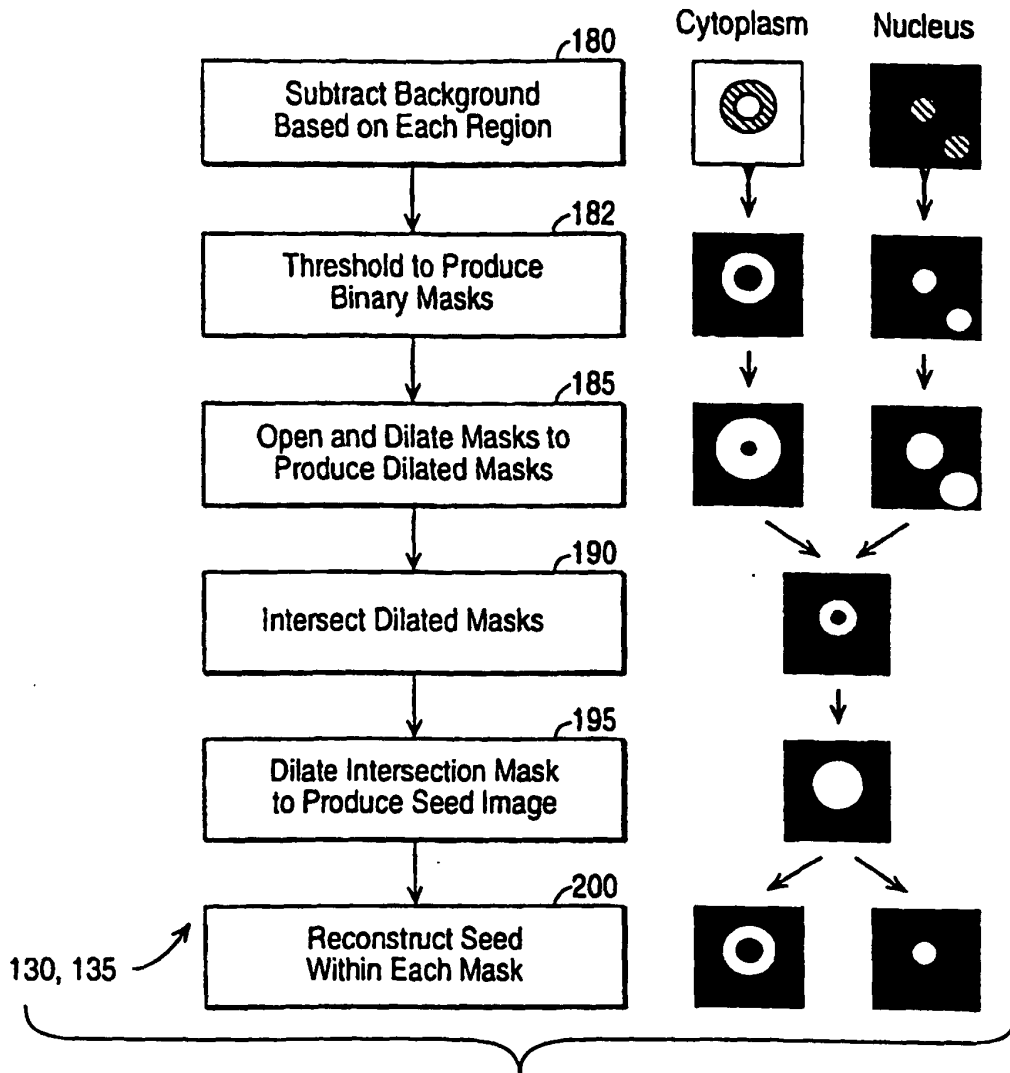 Cytoplasm Nucleus
180
Subtract Background
Based on Each Region
182
Threshold to Produce
Binary Masks
185
Open and Dilate Masks to
Produce Dilated Masks
190
Intersect Dilated Masks
195
Dilate Intersection Mask
to Produce Seed Image
200
Reconstruct Seed
Within Each Mask
130, 135